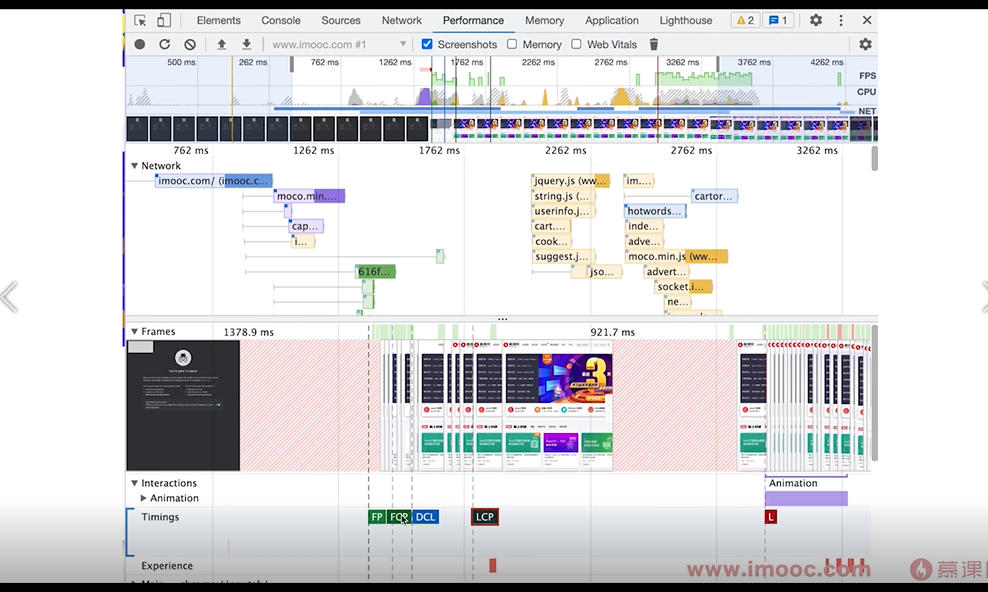 Elements Console Sources Network Performance Memory Application Lighthouse 2 1
www.imooc.com #1 Screenshots Memory Web Vitals
500 ms 262 ms 762 ms 1262 ms 1762 ms 2262 ms 2762 ms 3262 ms 3762 ms 4262 ms
FPS
CPU
NET
762 ms 1262 ms 1762 ms 2262 ms 2762 ms 3262 ms
Network
imooc.com/ (imooc.c... jquery.js (ww... im....
moco.min.... string.js (... cartor...
userinfo.j... hotwords...
cap... cart.... inde...
i... cook... adve...
suggest.j... moco.min.js (ww...
616f... jso... advert...
socket.i...
ne...
Frames 1378.9 ms 921.7 ms
Interactions Animation
Animation
Timings FP FCP DCL LCP L
Experience
www.imooc.com